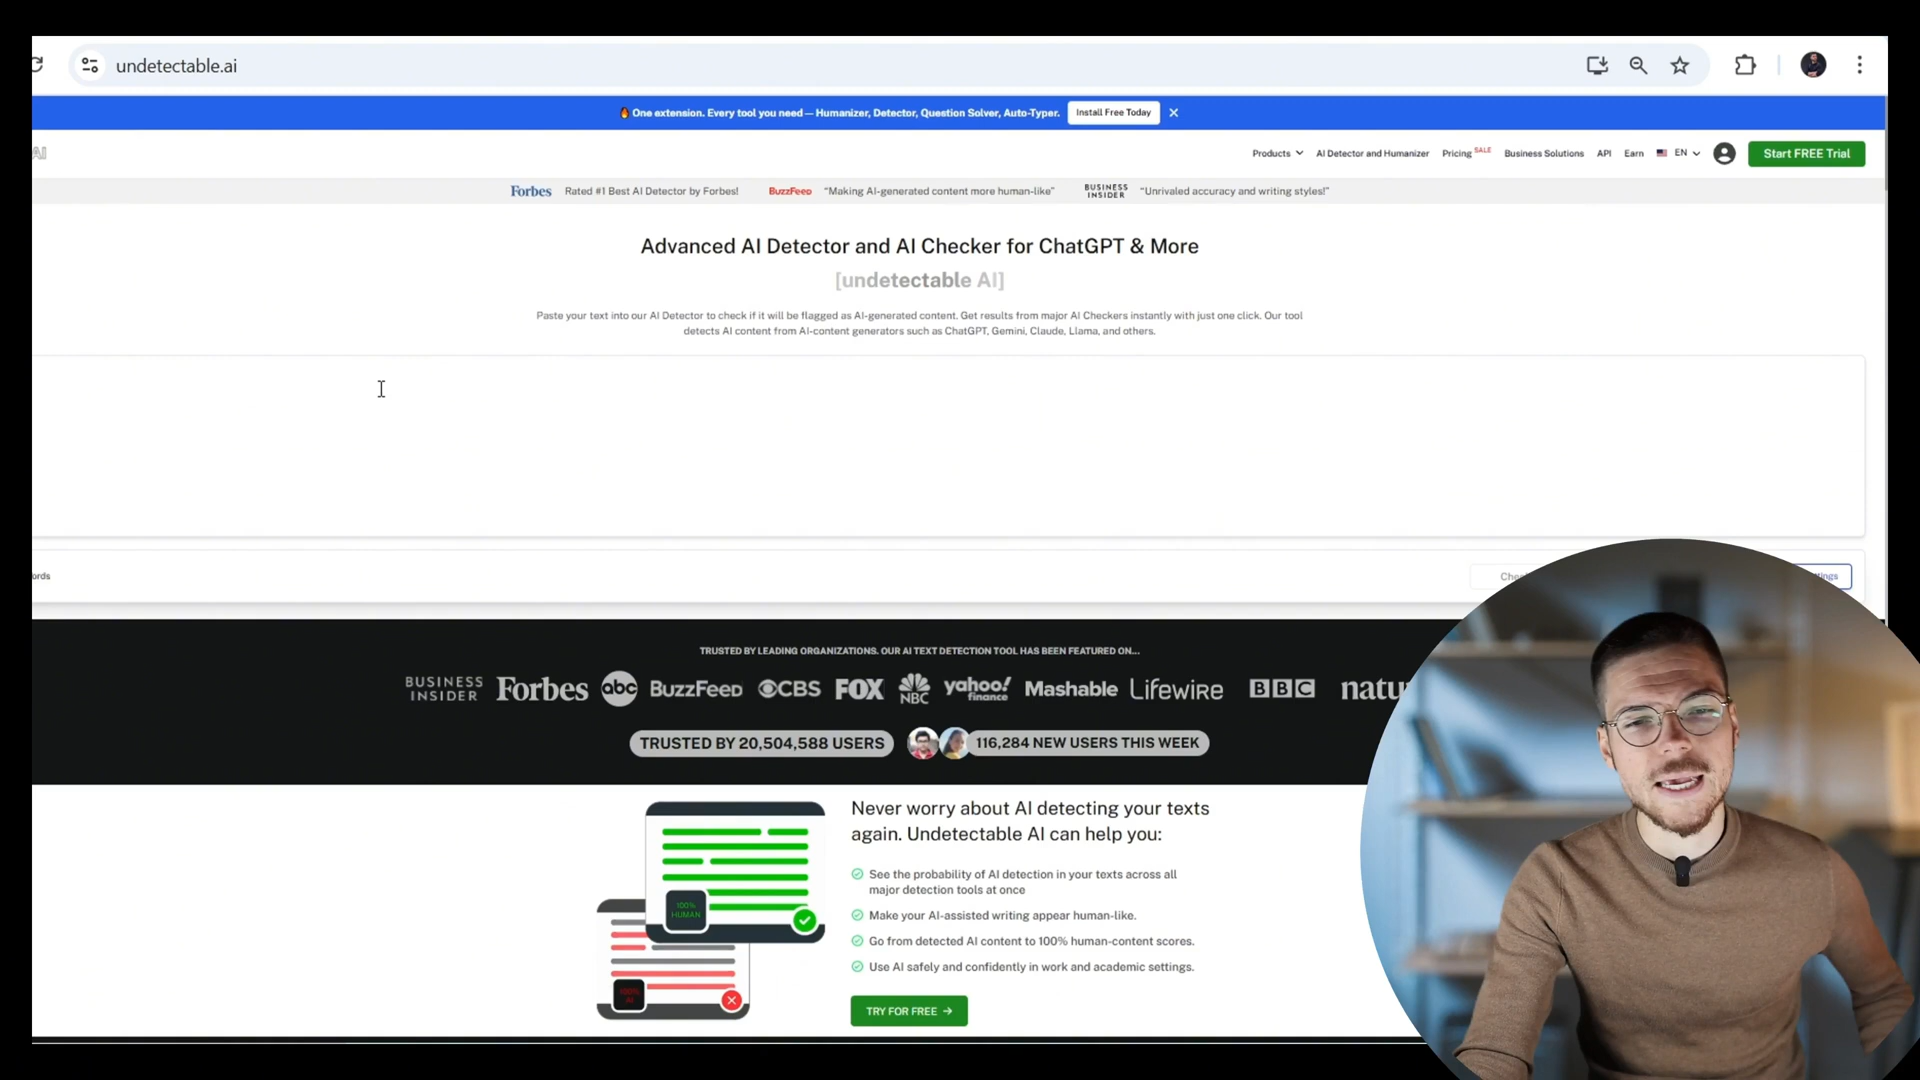 undetectable.ai
🔥 One extension. Every tool you need — Humanizer, Detector, Question Solver, Auto-Typer. Install Free Today
AI Products AI Detector and Humanizer Pricing SALE Business Solutions API Earn EN Start FREE Trial
Forbes Rated #1 Best AI Detector by Forbes! BuzzFeed "Making AI-generated content more human-like" BUSINESS INSIDER "Unrivaled accuracy and writing styles!"
Advanced AI Detector and AI Checker for ChatGPT & More
[undetectable AI]
Paste your text into our AI Detector to check if it will be flagged as AI-generated content. Get results from major AI Checkers instantly with just one click. Our tool
detects AI content from AI-content generators such as ChatGPT, Gemini, Claude, Llama, and others.
TRUSTED BY LEADING ORGANIZATIONS. OUR AI TEXT DETECTION TOOL HAS BEEN FEATURED ON...
BUSINESS INSIDER Forbes abc BuzzFeed CBS FOX NBC yahoo! finance Mashable Lifewire BBC natu
TRUSTED BY 20,504,588 USERS 116,284 NEW USERS THIS WEEK
Never worry about AI detecting your texts
again. Undetectable AI can help you:
See the probability of AI detection in your texts across all
major detection tools at once
100% HUMAN
Make your AI-assisted writing appear human-like.
Go from detected AI content to 100% human-content scores.
Use AI safely and confidently in work and academic settings.
100% AI
TRY FOR FREE →